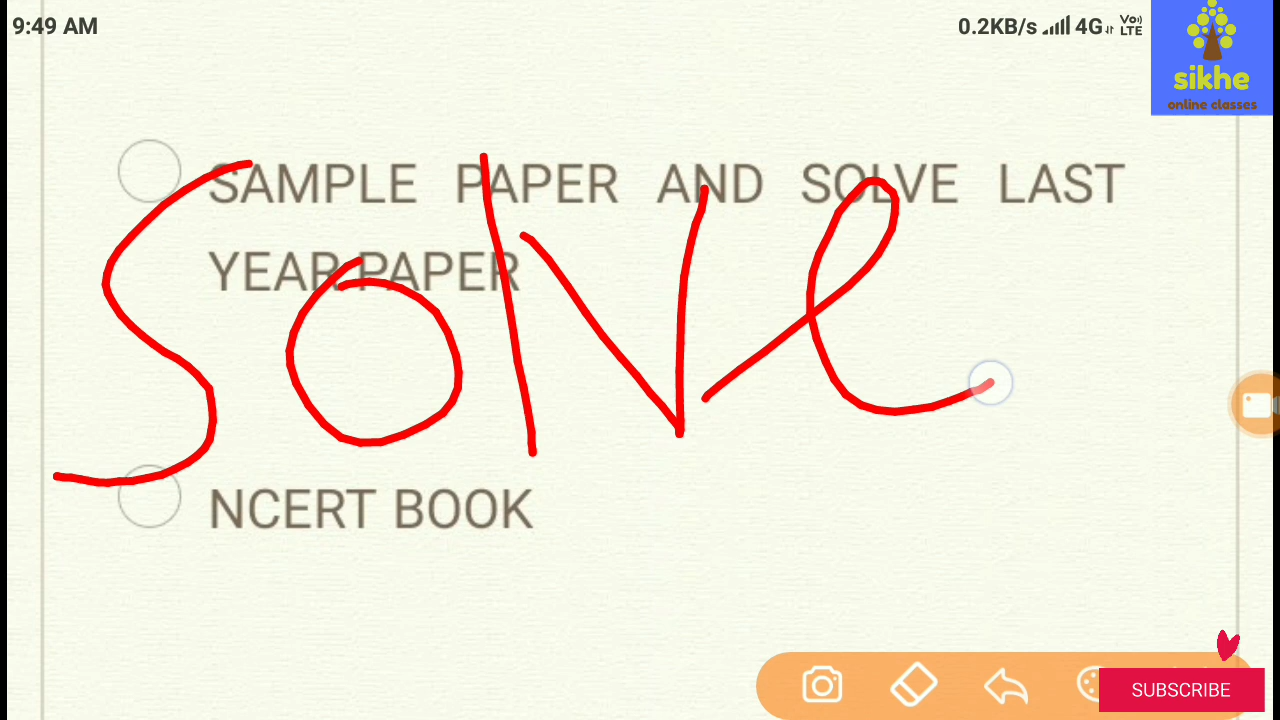 9:49 AM
0.2KB/s 4G Vo)) LTE
sikhe
online classes
SAMPLE PAPER AND SOLVE LAST
YEAR PAPER
SolVe
NCERT BOOK
SUBSCRIBE